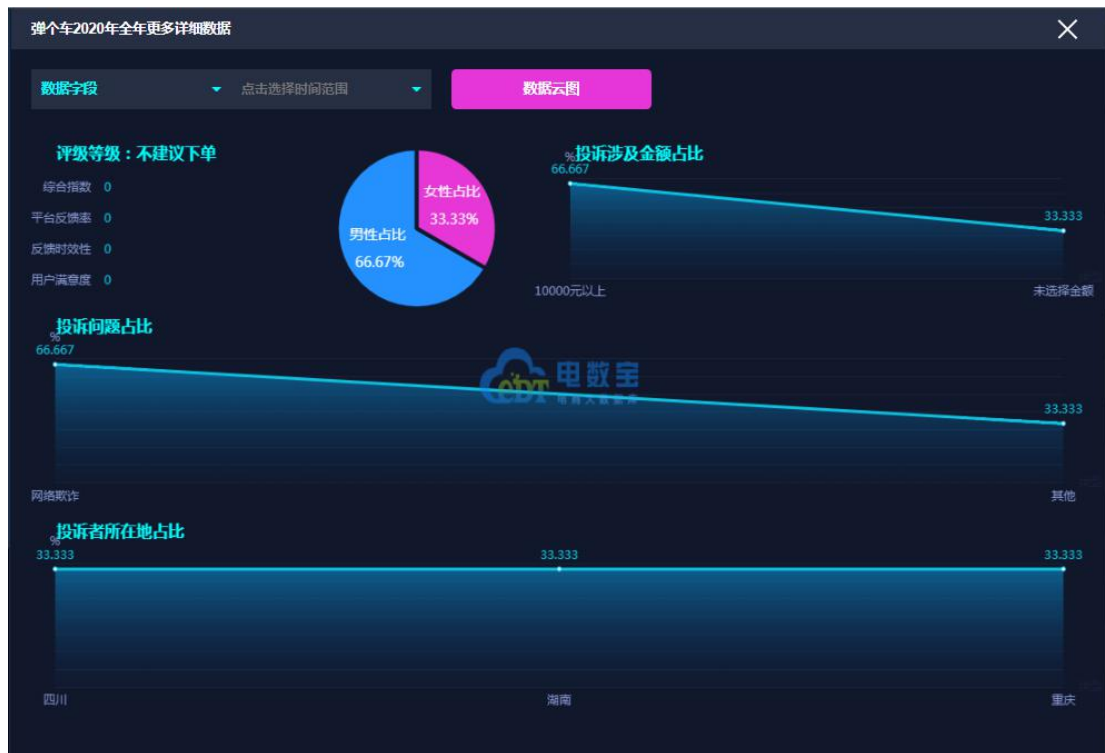 弹个车2020年全年更多详细数据
数据字段
点击选择时间范围
数据云图
评级等级：不建议下单
综合指数 0
平台反馈率 0
反馈时效性 0
用户满意度 0
女性占比
33.33%
男性占比
66.67%
%
投诉涉及金额占比
66.667
33.333
10000元以上
未选择金额
%
投诉问题占比
66.667
33.333
网络欺诈
其他
电数宝
eDT
电商大数据库
%
投诉者所在地占比
33.333
33.333
33.333
四川
湖南
重庆